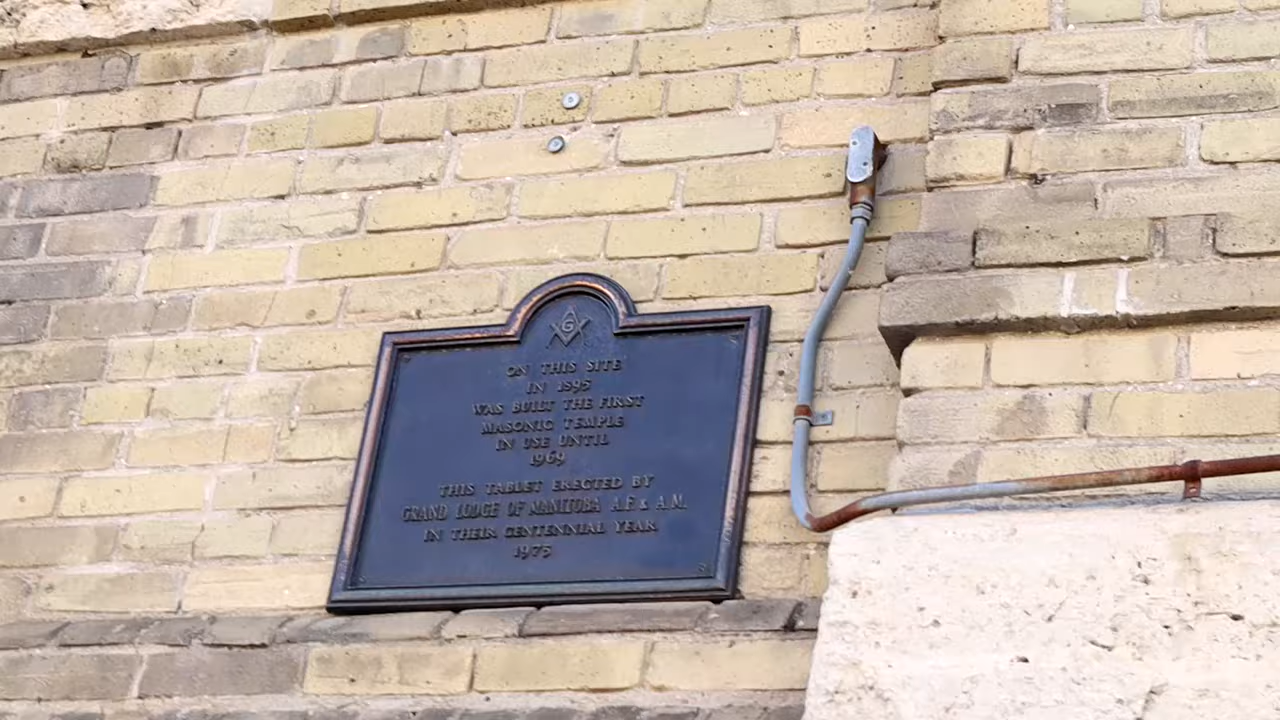 G
ON THIS SITE
IN 1895
WAS BUILT THE FIRST
MASONIC TEMPLE
IN USE UNTIL
1969
THIS TABLET ERECTED BY
GRAND LODGE OF MANITOBA A.F. & A.M.
IN THEIR CENTENNIAL YEAR
1975